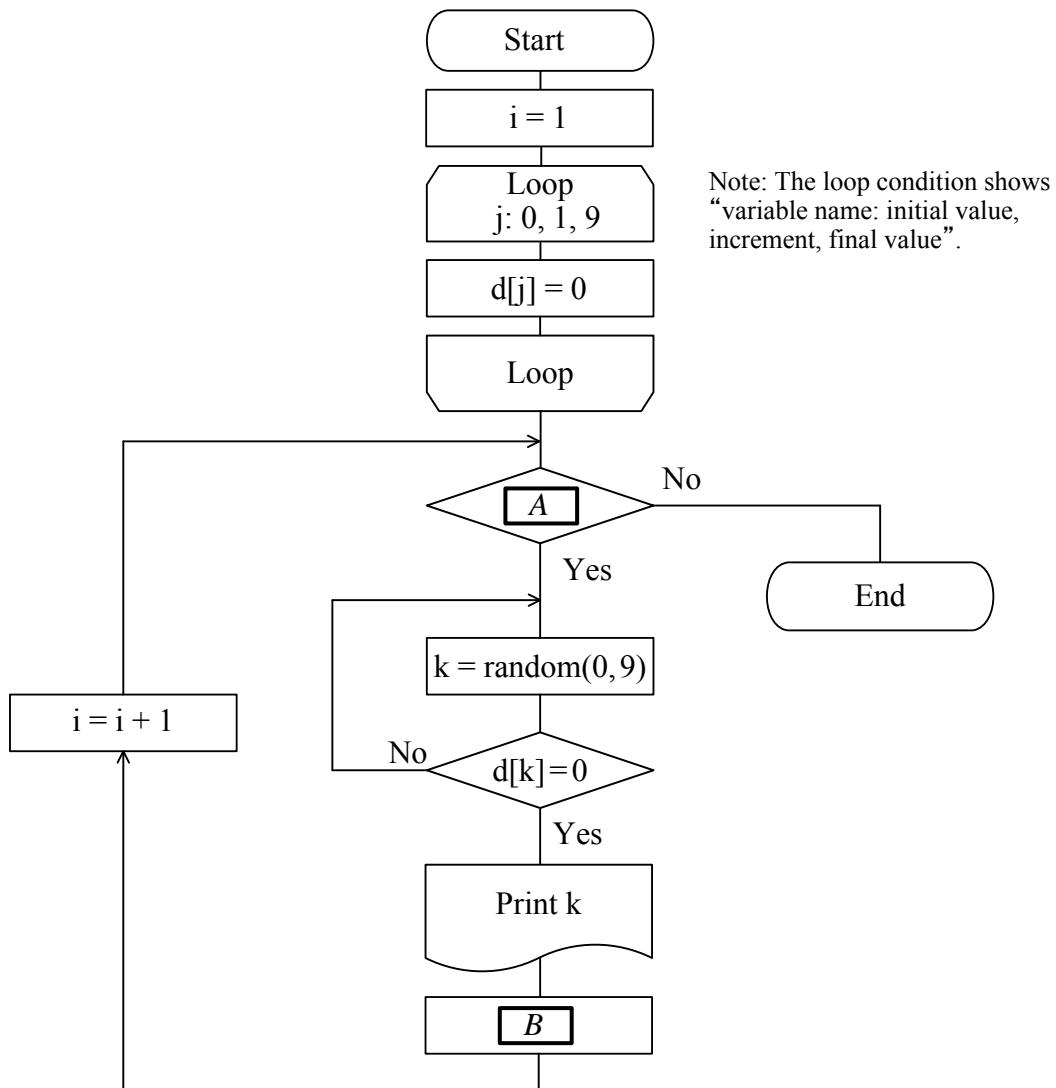 Start
i = 1
Loop
j: 0, 1, 9
Note: The loop condition shows
“variable name: initial value,
increment, final value”.
d[j] = 0
Loop
A
No
Yes
End
k = random(0, 9)
i = i + 1
No
d[k] = 0
Yes
Print k
B